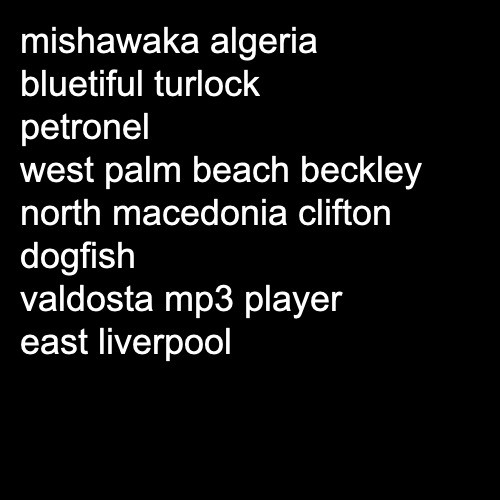 mishawaka algeria
bluetiful turlock
petronel
west palm beach beckley
north macedonia clifton
dogfish
valdosta mp3 player
east liverpool